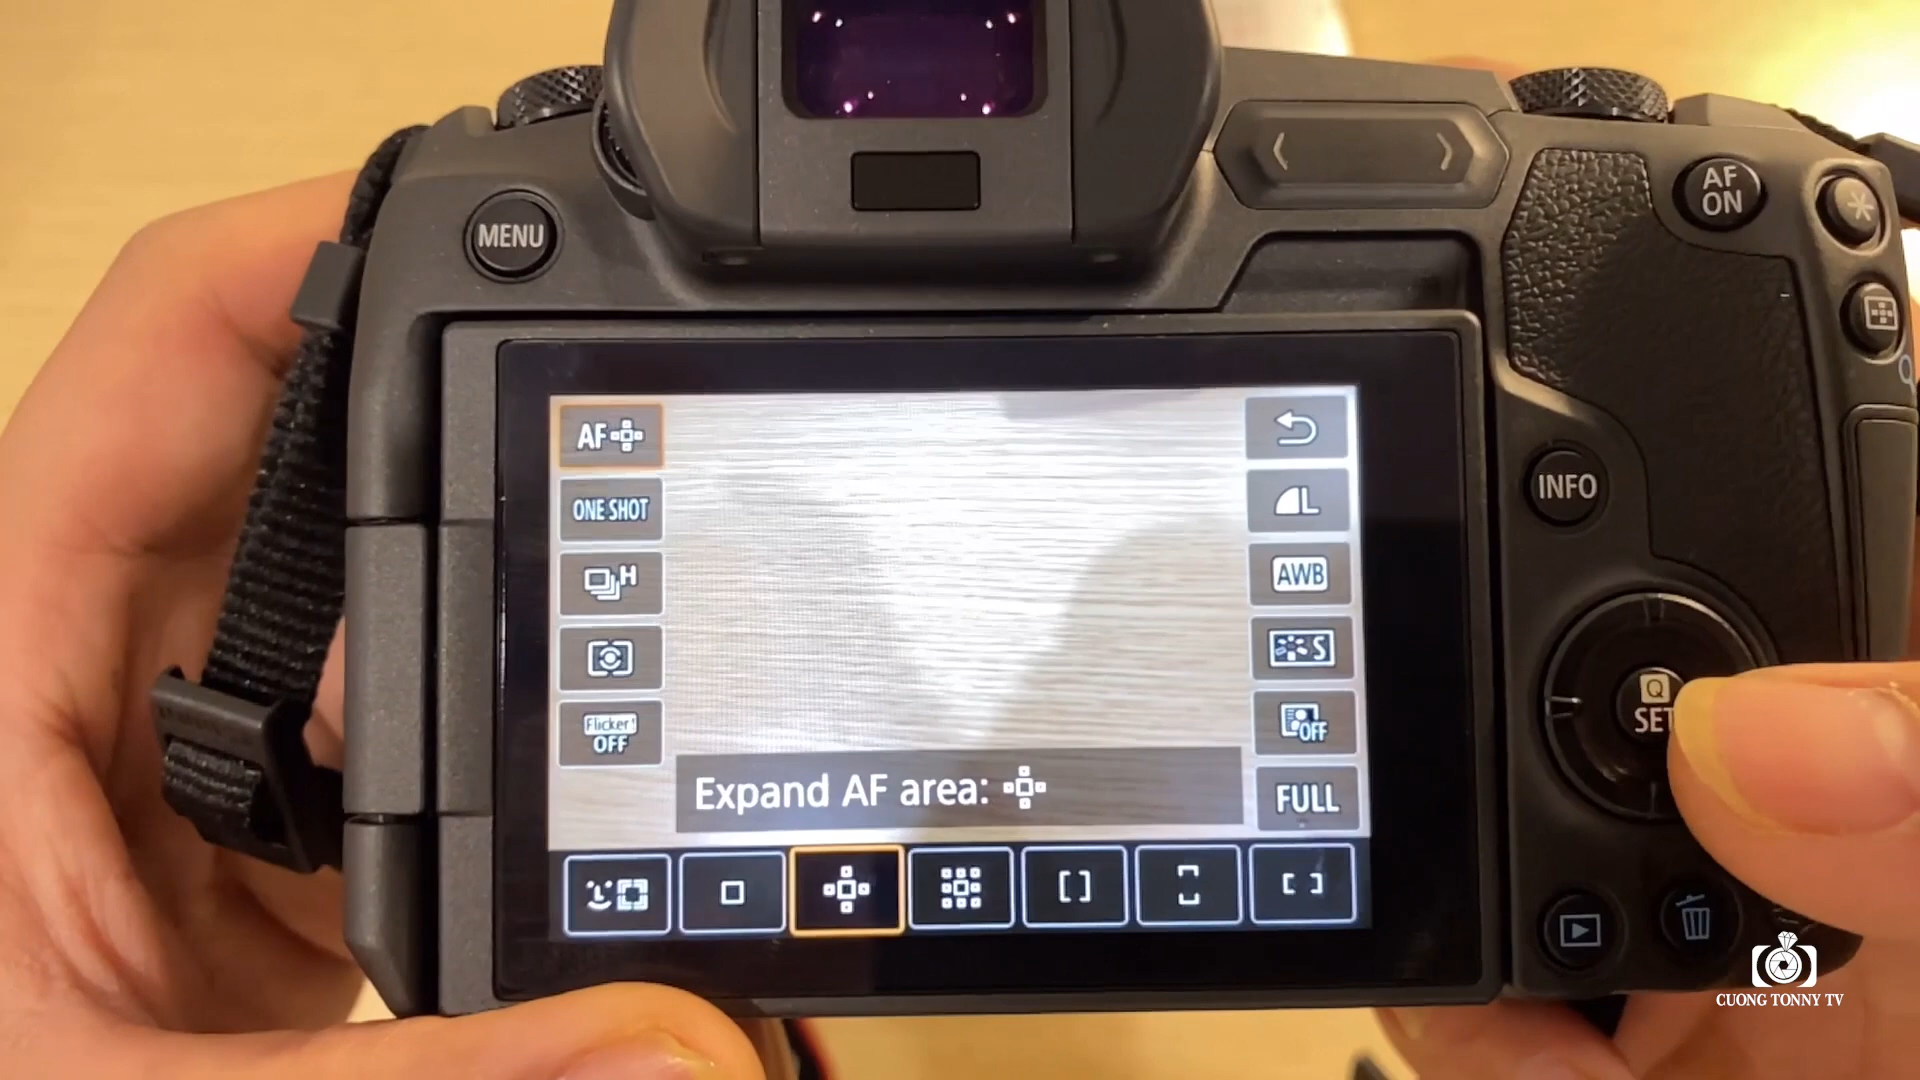 MENU
AF
ON
INFO
Q
SET
AF
ONE SHOT
H
Flicker!
OFF
L
AWB
S
OFF
FULL
Expand AF area:
CUONG TONNY TV